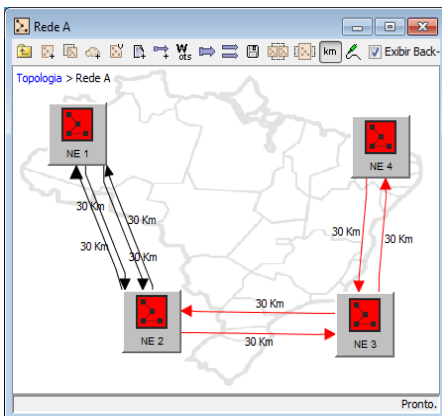 Rede A
W
ots
km
Exibir Back-
Topologia > Rede A
NE 1
NE 4
30 Km
30 Km
30 Km
30 Km
30 Km
30 Km
30 Km
30 Km
NE 2
NE 3
Pronto.